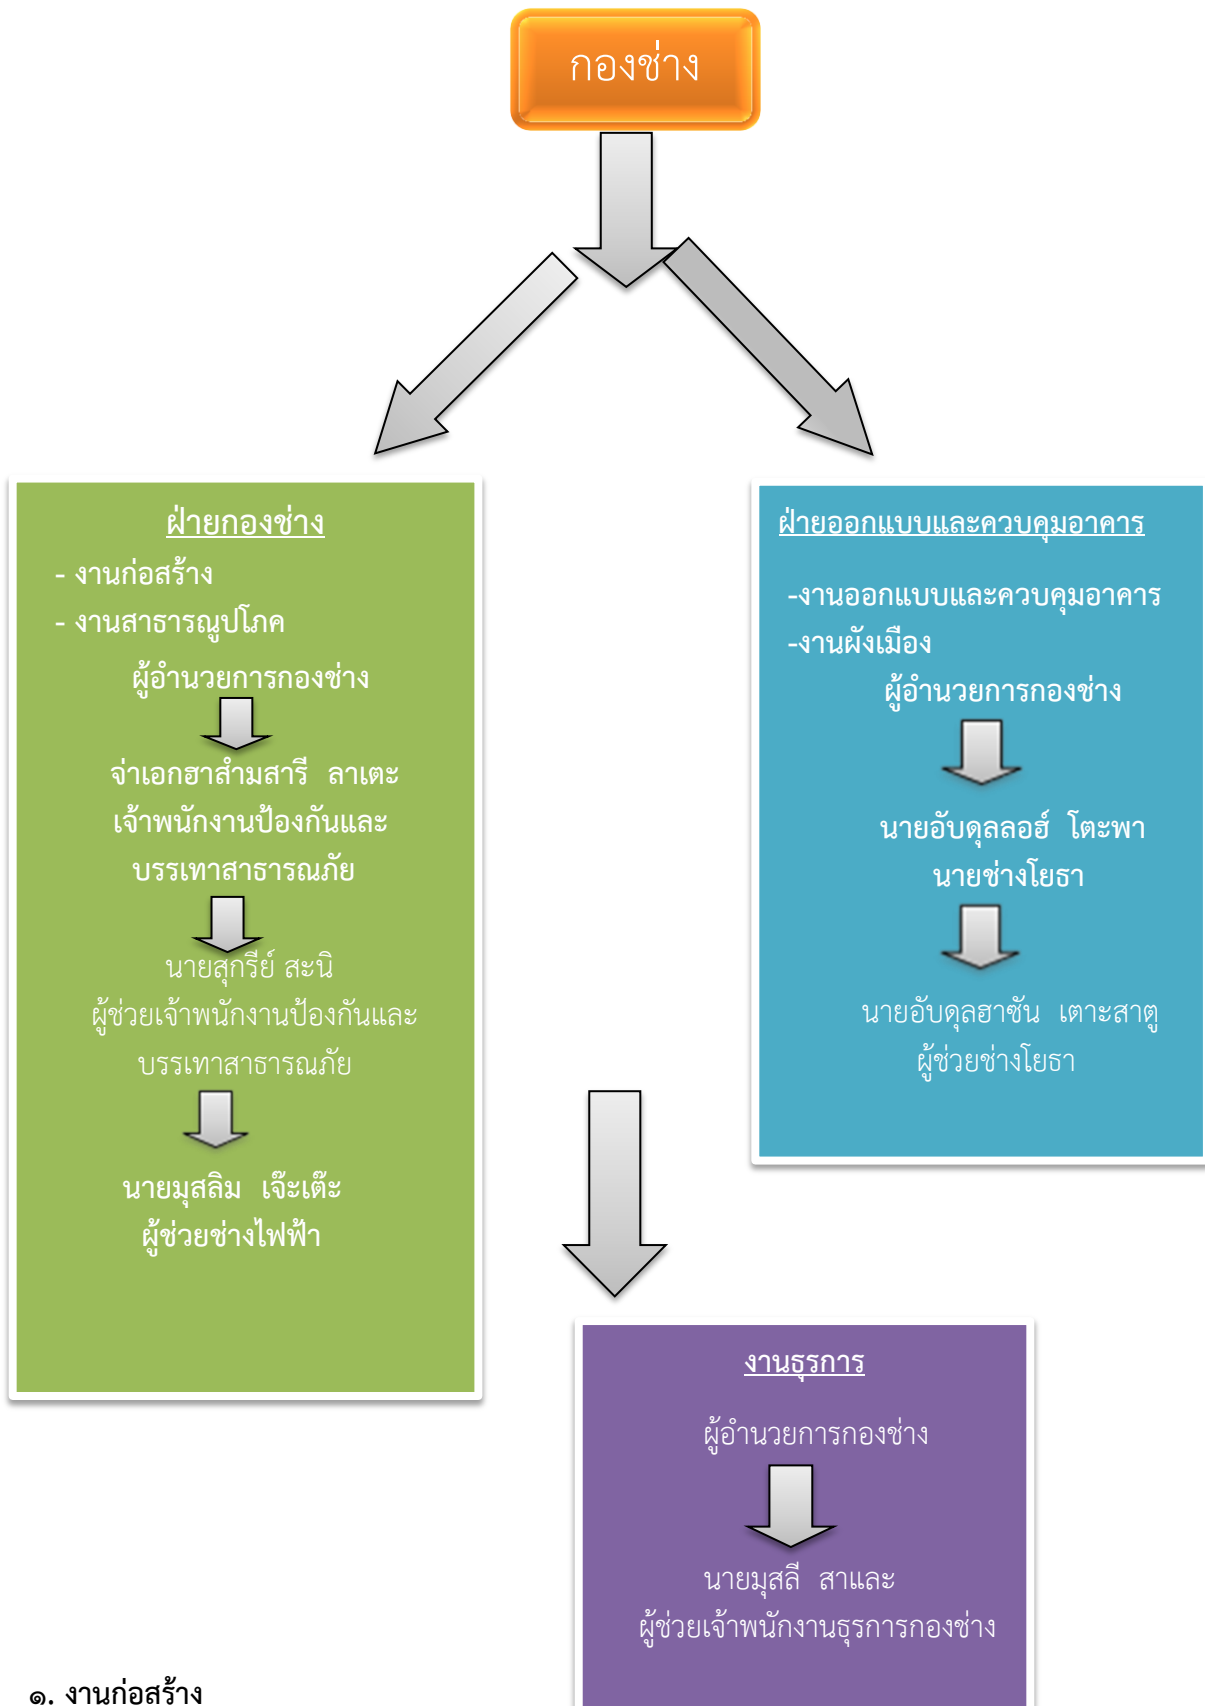 กองช่าง
ฝ่ายกองช่าง
- งานก่อสร้าง
- งานสาธารณูปโภค
ผู้อำนวยการกองช่าง
จ่าเอกฮาสำมสารี ลาเตะ
เจ้าพนักงานป้องกันและ
บรรเทาสาธารณภัย
นายสุกรีย์ สะนิ
ผู้ช่วยเจ้าพนักงานป้องกันและ
บรรเทาสาธารณภัย
นายมุสลิม เจ๊ะเต๊ะ
ผู้ช่วยช่างไฟฟ้า
ฝ่ายออกแบบและควบคุมอาคาร
-งานออกแบบและควบคุมอาคาร
-งานผังเมือง
ผู้อำนวยการกองช่าง
นายอับดุลลอฮ์ โตะพา
นายช่างโยธา
นายอับดุลฮาซัน เตาะสาตู
ผู้ช่วยช่างโยธา
งานธุรการ
ผู้อำนวยการกองช่าง
นายมุสลี สาและ
ผู้ช่วยเจ้าพนักงานธุรการกองช่าง
๑. งานก่อสร้าง